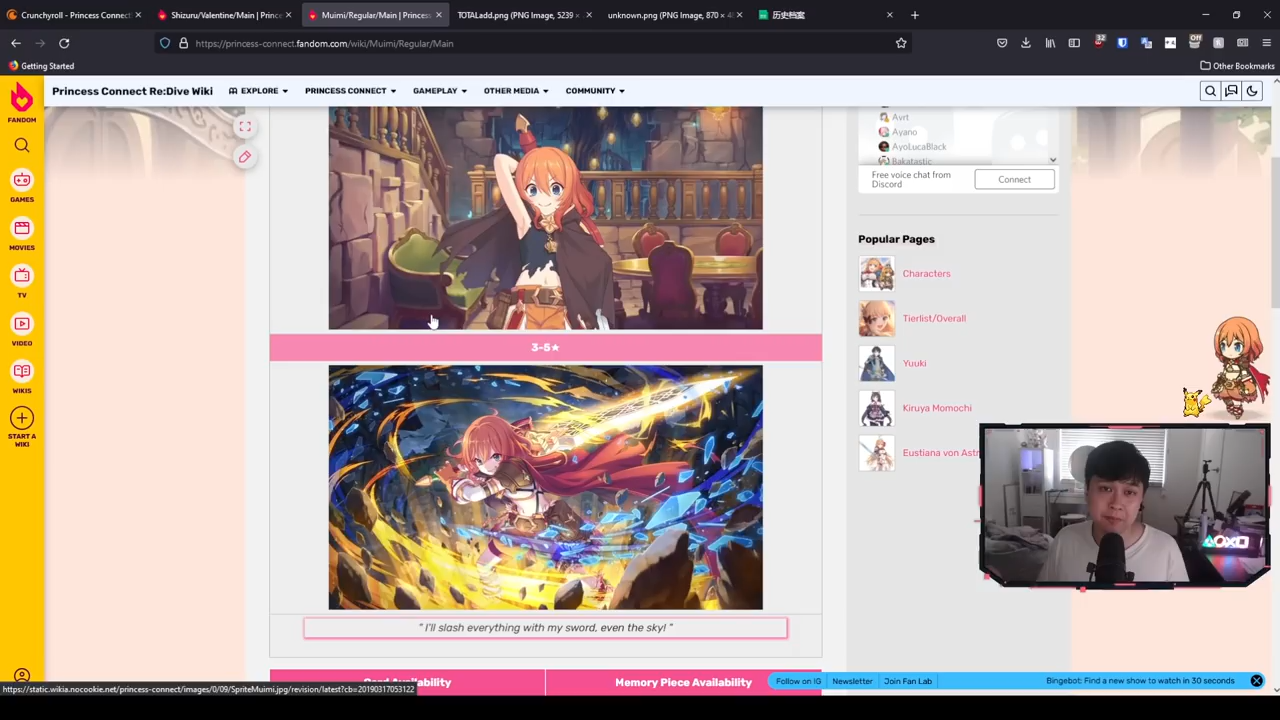 Crunchyroll - Princess Connect
Shizuru/Valentine/Main | Prince
Muimi/Regular/Main | Princess
TOTALadd.png (PNG Image, 5239 ×
unknown.png (PNG Image, 870 × 4
历史档案
https://princess-connect.fandom.com/wiki/Muimi/Regular/Main
32
Off
Getting Started
Other Bookmarks
FANDOM
GAMES
MOVIES
TV
VIDEO
WIKIS
START A
WIKI
Princess Connect Re:Dive Wiki
EXPLORE
PRINCESS CONNECT
GAMEPLAY
OTHER MEDIA
COMMUNITY
Avrt
Ayano
AyoLucaBlack
Bakatastic
Free voice chat from
Discord
Connect
Popular Pages
Characters
Tierlist/Overall
Yuuki
Kiruya Momochi
Eustiana von Astr
3-5★
" I'll slash everything with my sword, even the sky! "
Card Availability
Memory Piece Availability
Follow on IG
Newsletter
Join Fan Lab
Bingebot: Find a new show to watch in 30 seconds
https://static.wikia.nocookie.net/princess-connect/images/0/09/SpriteMuimi.jpg/revision/latest?cb=20190317053122